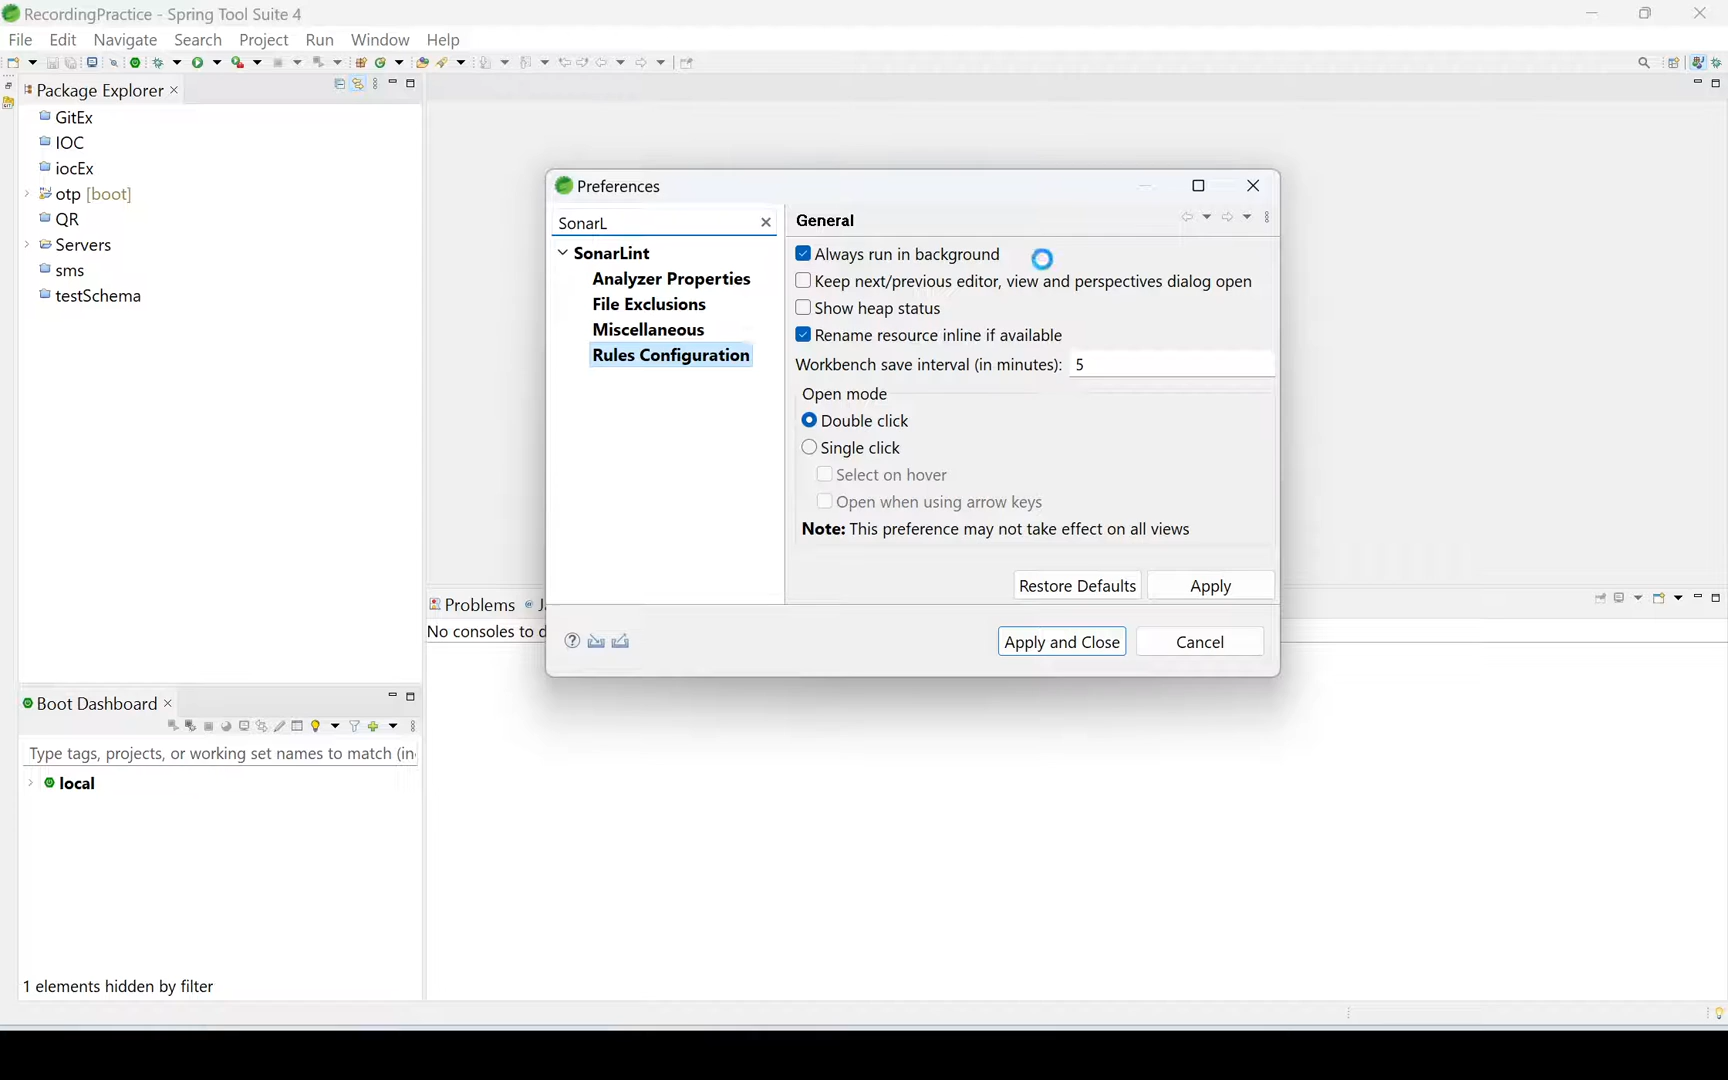 RecordingPractice - Spring Tool Suite 4
File Edit Navigate Search Project Run Window Help
Package Explorer
GitEx
IOC
iocEx
otp [boot]
QR
Servers
sms
testSchema
Preferences
SonarL
SonarLint
Analyzer Properties
File Exclusions
Miscellaneous
Rules Configuration
General
Always run in background
Keep next/previous editor, view and perspectives dialog open
Show heap status
Rename resource inline if available
Workbench save interval (in minutes): 5
Open mode
Double click
Single click
Select on hover
Open when using arrow keys
Note: This preference may not take effect on all views
Restore Defaults Apply
Apply and Close Cancel
Problems
No consoles to d
Boot Dashboard
Type tags, projects, or working set names to match (in
local
1 elements hidden by filter